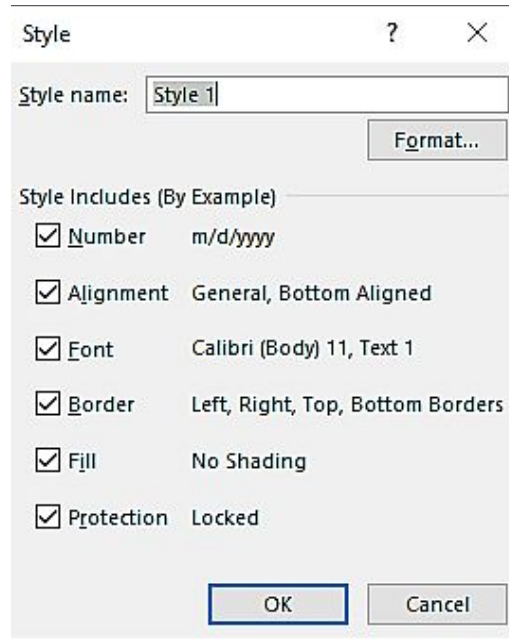 Style ? ×
Style name: Style 1
Format...
Style Includes (By Example)
Number m/d/yyyy
Alignment General, Bottom Aligned
Font Calibri (Body) 11, Text 1
Border Left, Right, Top, Bottom Borders
Fill No Shading
Protection Locked
OK Cancel